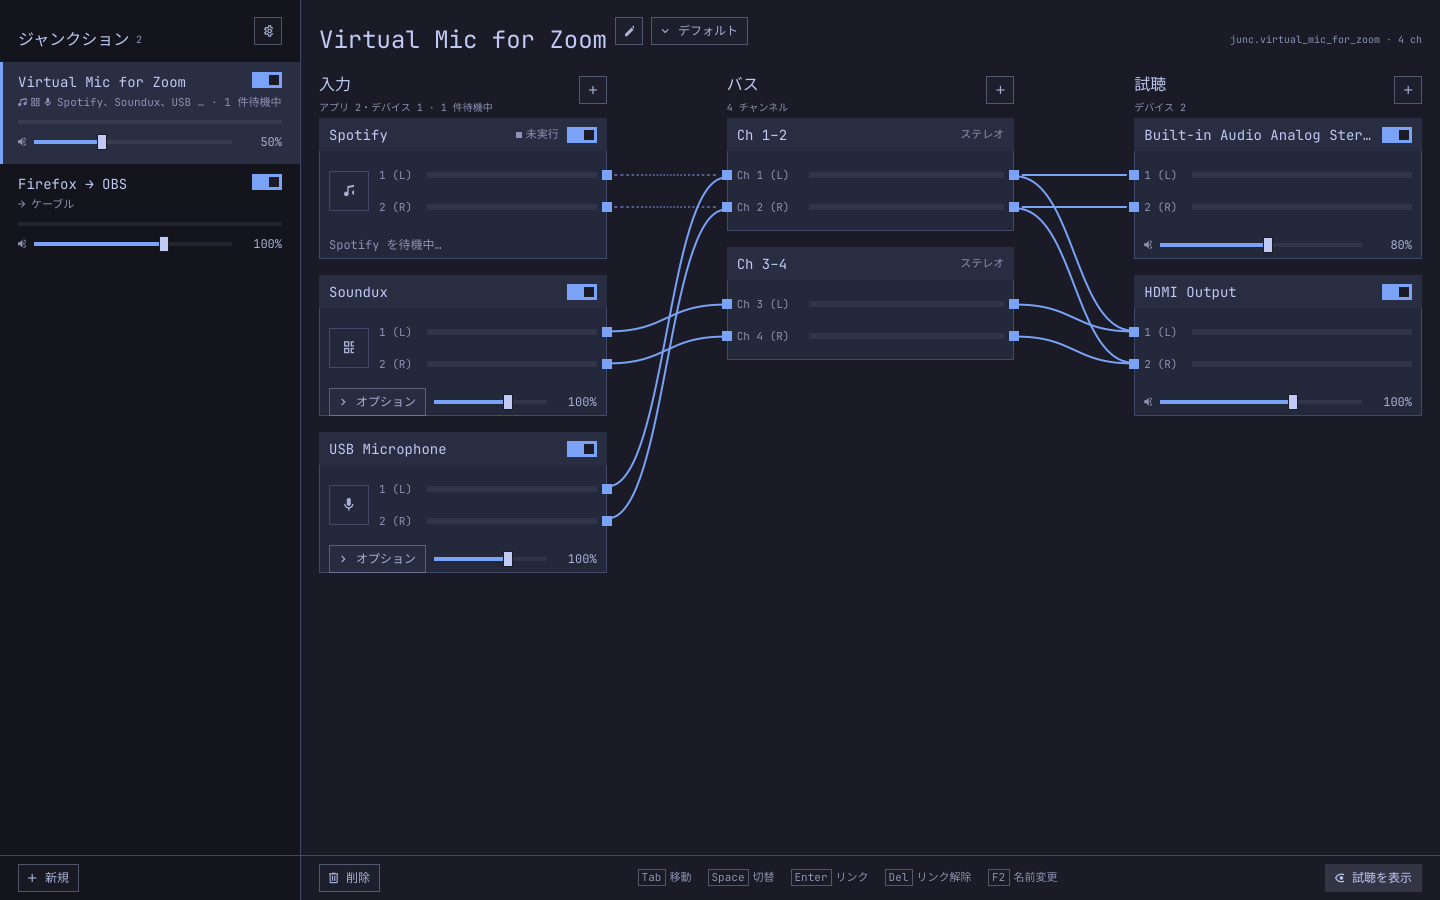 ジャンクション 2
Virtual Mic for Zoom
Spotify、Soundux、USB … · 1 件待機中
50%
Firefox → OBS
→ ケーブル
100%
+ 新規
Virtual Mic for Zoom
デフォルト
junc.virtual_mic_for_zoom · 4 ch
入力
アプリ 2・デバイス 1 · 1 件待機中
Spotify
未実行
1 (L)
2 (R)
Spotify を待機中…
Soundux
1 (L)
2 (R)
オプション
100%
USB Microphone
1 (L)
2 (R)
オプション
100%
バス
4 チャンネル
Ch 1–2
ステレオ
Ch 1 (L)
Ch 2 (R)
Ch 3–4
ステレオ
Ch 3 (L)
Ch 4 (R)
試聴
デバイス 2
Built-in Audio Analog Ster…
1 (L)
2 (R)
80%
HDMI Output
1 (L)
2 (R)
100%
削除
Tab 移動 Space 切替 Enter リンク Del リンク解除 F2 名前変更
試聴を表示